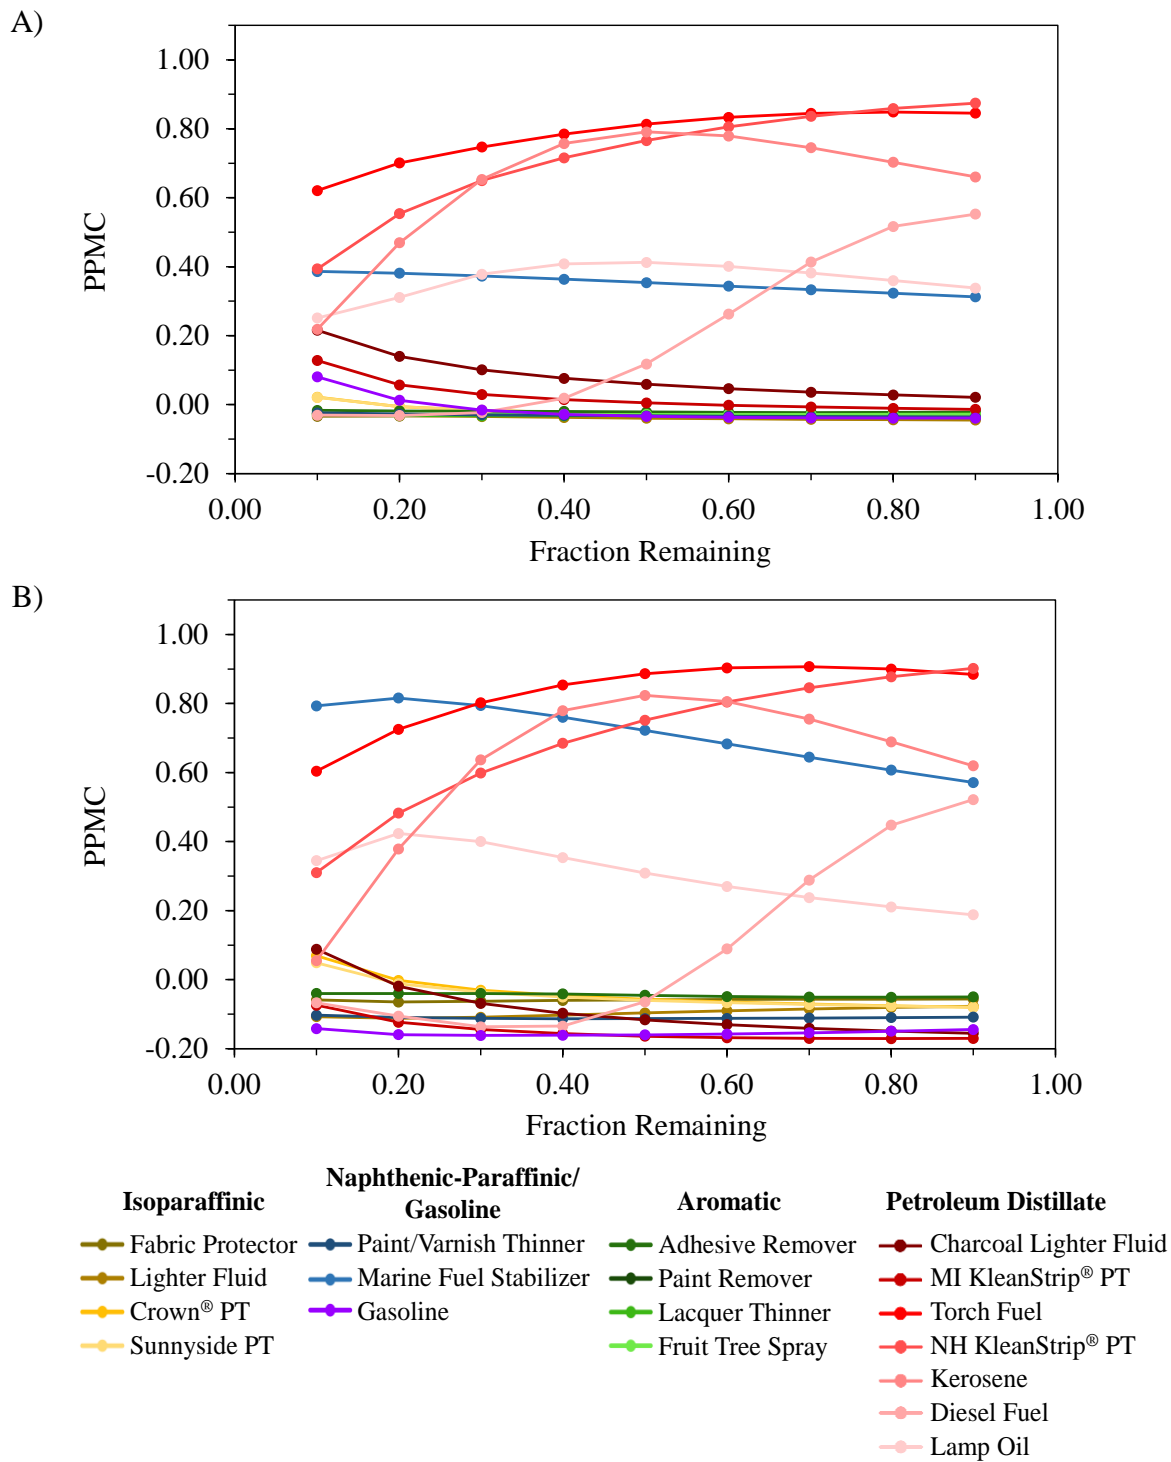 A)
1.00
0.80
0.60
0.40
0.20
0.00
-0.20
PPMC
0.00 0.20 0.40 0.60 0.80 1.00
Fraction Remaining
B)
1.00
0.80
0.60
0.40
0.20
0.00
-0.20
PPMC
0.00 0.20 0.40 0.60 0.80 1.00
Fraction Remaining
Isoparaffinic
Fabric Protector
Lighter Fluid
Crown® PT
Sunnyside PT
Naphthenic-Paraffinic/
Gasoline
Paint/Varnish Thinner
Marine Fuel Stabilizer
Gasoline
Aromatic
Adhesive Remover
Paint Remover
Lacquer Thinner
Fruit Tree Spray
Petroleum Distillate
Charcoal Lighter Fluid
MI KleanStrip® PT
Torch Fuel
NH KleanStrip® PT
Kerosene
Diesel Fuel
Lamp Oil